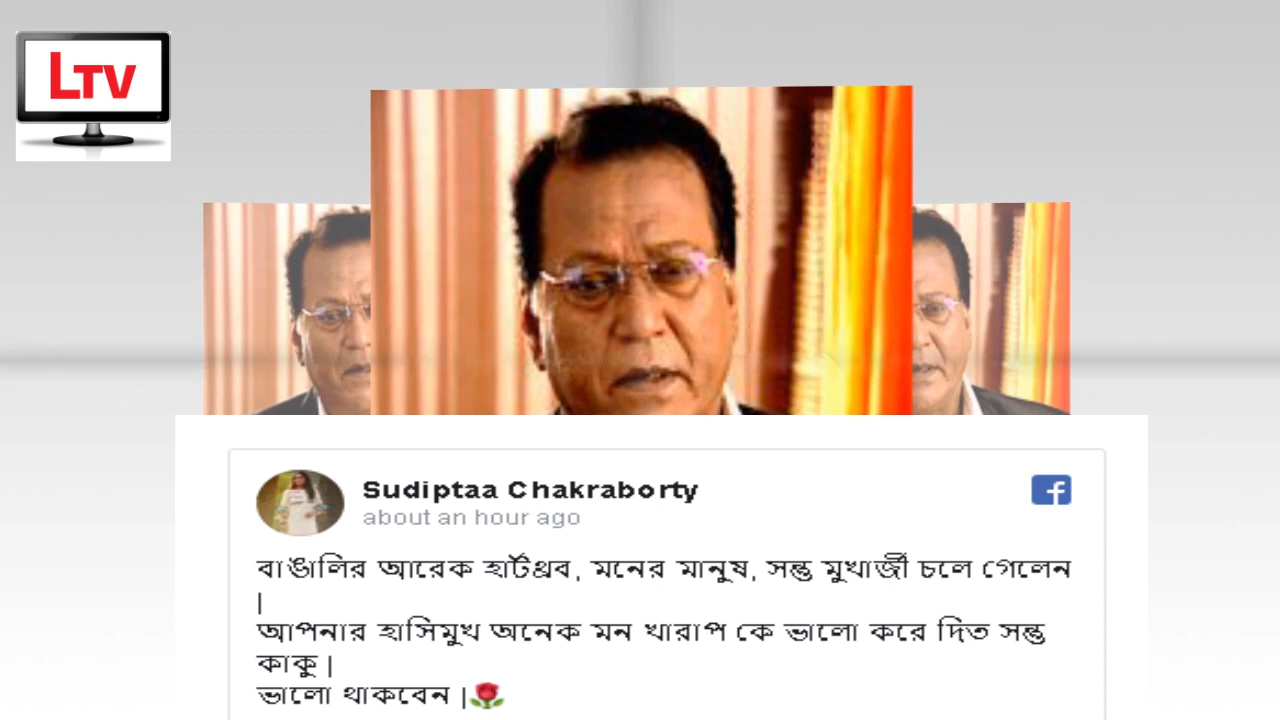 LTV
Sudiptaa Chakraborty
about an hour ago
বাঙালির আরেক হার্টথ্রব, মনের মানুষ, সন্তু মুখার্জী চলে গেলেন
|
আপনার হাসিমুখ অনেক মন খারাপ কে ভালো করে দিত সন্তু
কাকু |
ভালো থাকবেন |🌹